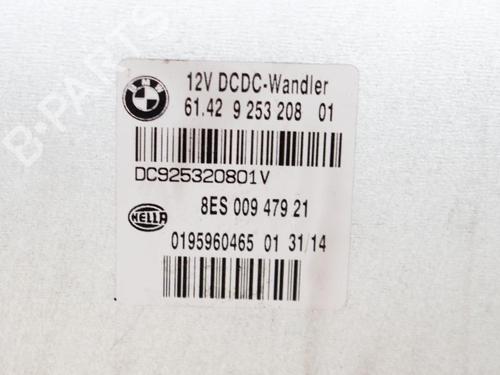 B-PARTS
BMW
12V DCDC-Wandler
61.42 9 253 208 01
DC925320801V
HELLA
8ES 009 479 21
0195960465 01 31/14